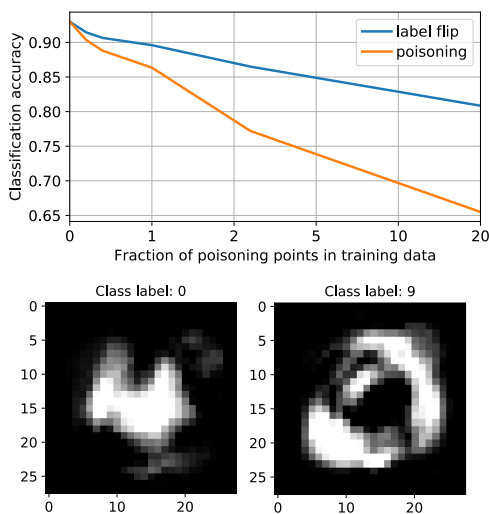 Classification accuracy
0.90
0.85
0.80
0.75
0.70
0.65
label flip
poisoning
0 1 2 5 10 20
Fraction of poisoning points in training data
Class label: 0
0
5
10
15
20
25
0 10 20
Class label: 9
0
5
10
15
20
25
0 10 20